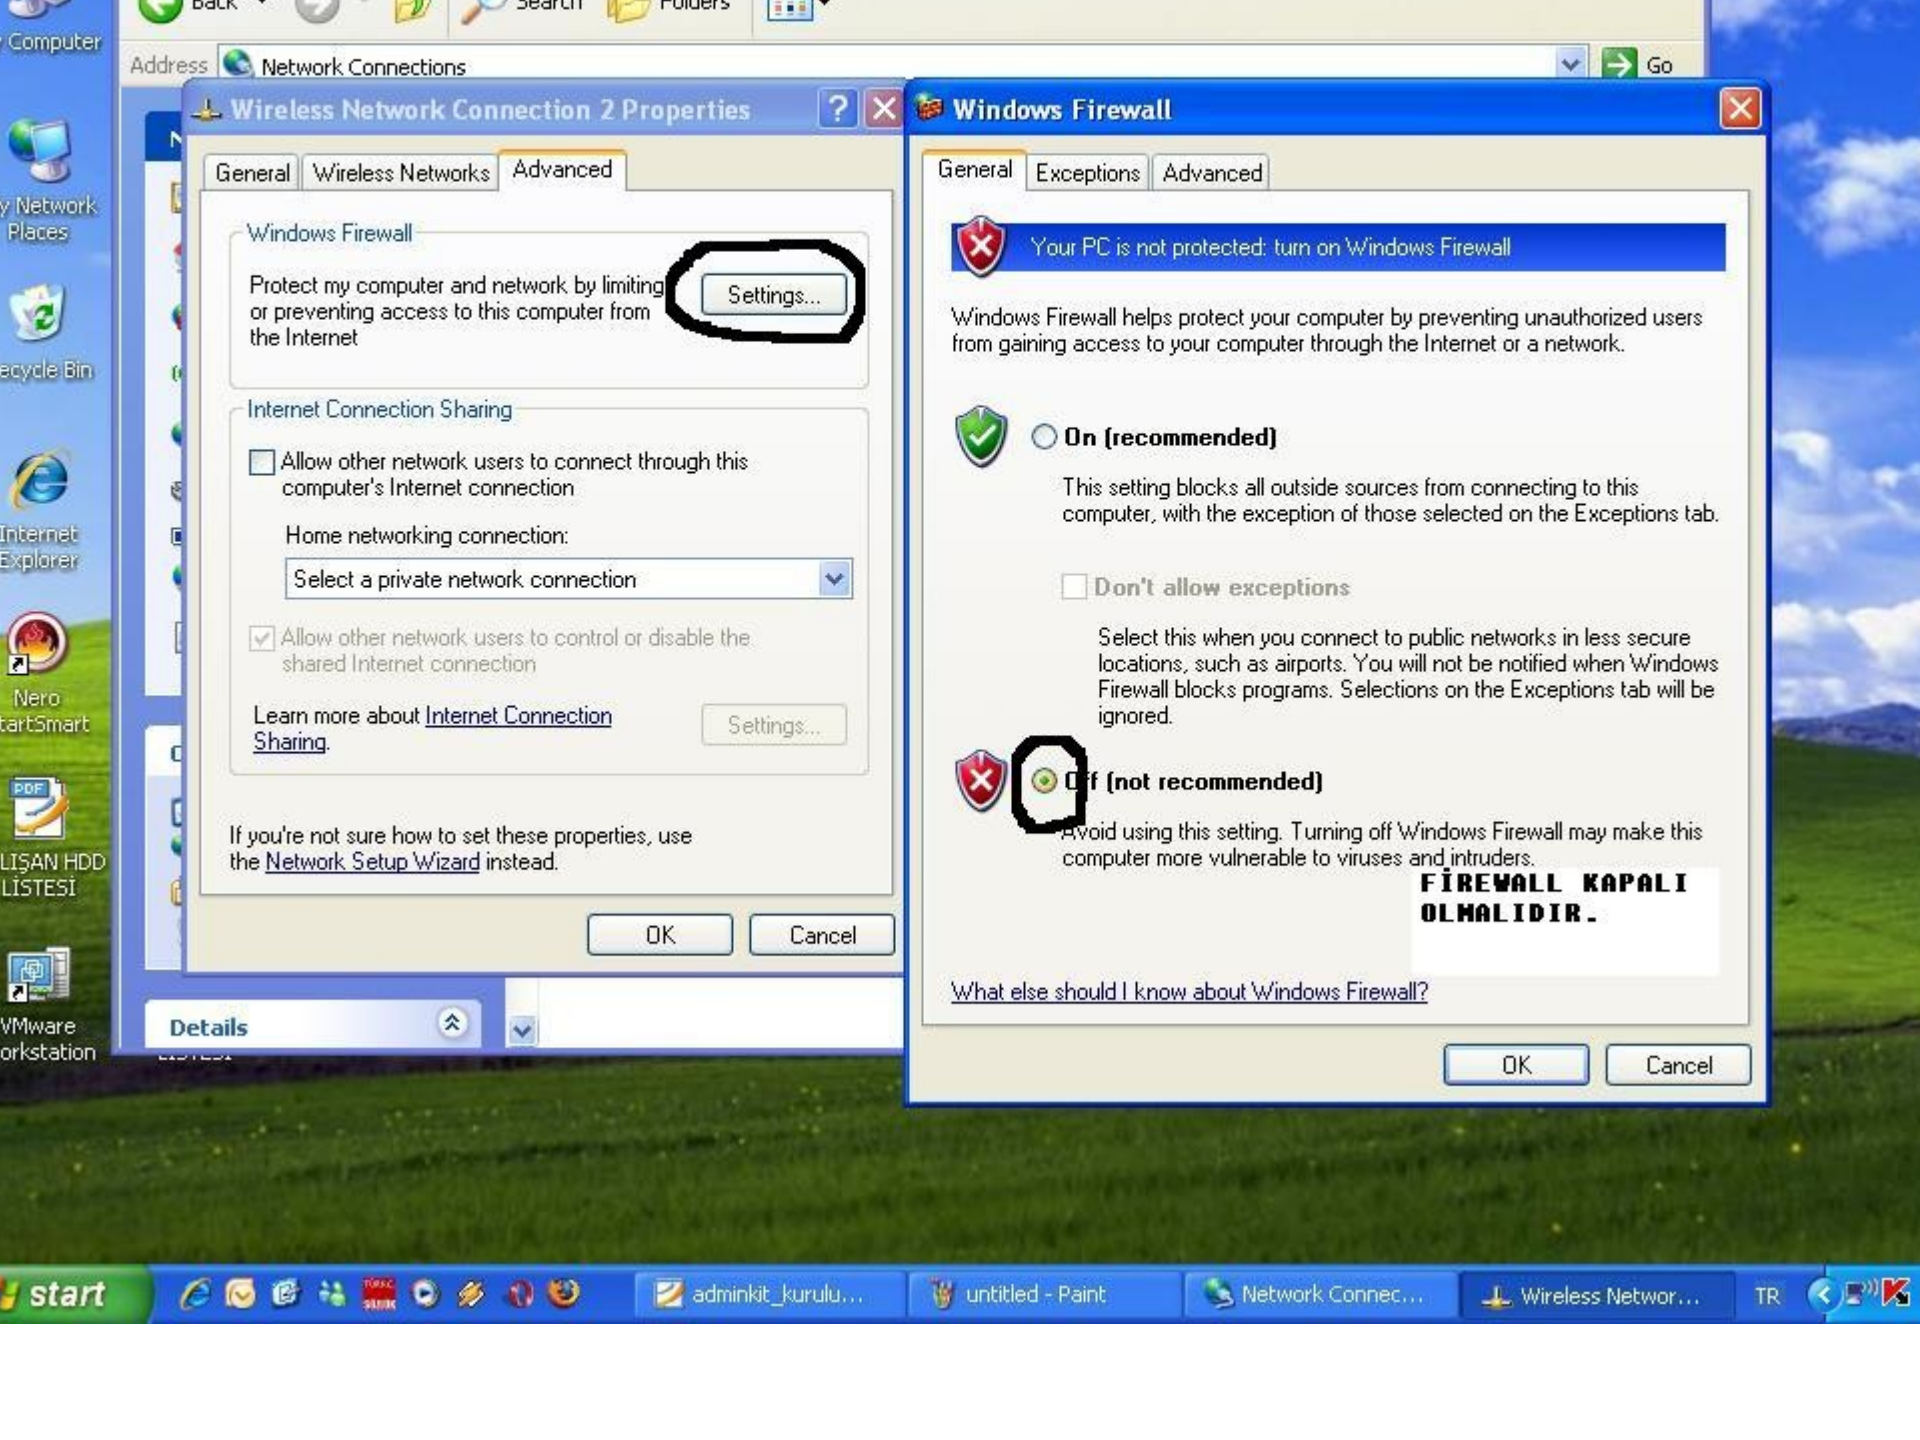 Back
Search
Folders
Computer
Address
Network Connections
Go
Wireless Network Connection 2 Properties
General
Wireless Networks
Advanced
Windows Firewall
Protect my computer and network by limiting
or preventing access to this computer from
the Internet
Settings...
Internet Connection Sharing
Allow other network users to connect through this
computer's Internet connection
Home networking connection:
Select a private network connection
Allow other network users to control or disable the
shared Internet connection
Learn more about Internet Connection
Sharing.
Settings...
If you're not sure how to set these properties, use
the Network Setup Wizard instead.
OK
Cancel
Details
Windows Firewall
General
Exceptions
Advanced
Your PC is not protected: turn on Windows Firewall
Windows Firewall helps protect your computer by preventing unauthorized users
from gaining access to your computer through the Internet or a network.
On (recommended)
This setting blocks all outside sources from connecting to this
computer, with the exception of those selected on the Exceptions tab.
Don't allow exceptions
Select this when you connect to public networks in less secure
locations, such as airports. You will not be notified when Windows
Firewall blocks programs. Selections on the Exceptions tab will be
ignored.
Off (not recommended)
Avoid using this setting. Turning off Windows Firewall may make this
computer more vulnerable to viruses and intruders.
FİREWALL KAPALI
OLMALIDIR.
What else should I know about Windows Firewall?
OK
Cancel
y Network
Places
ecycle Bin
Internet
Explorer
Nero
tartSmart
PDF
LIŞAN HDD
LİSTESİ
VMware
orkstation
start
adminkit_kurulu...
untitled - Paint
Network Connec...
Wireless Networ...
TR